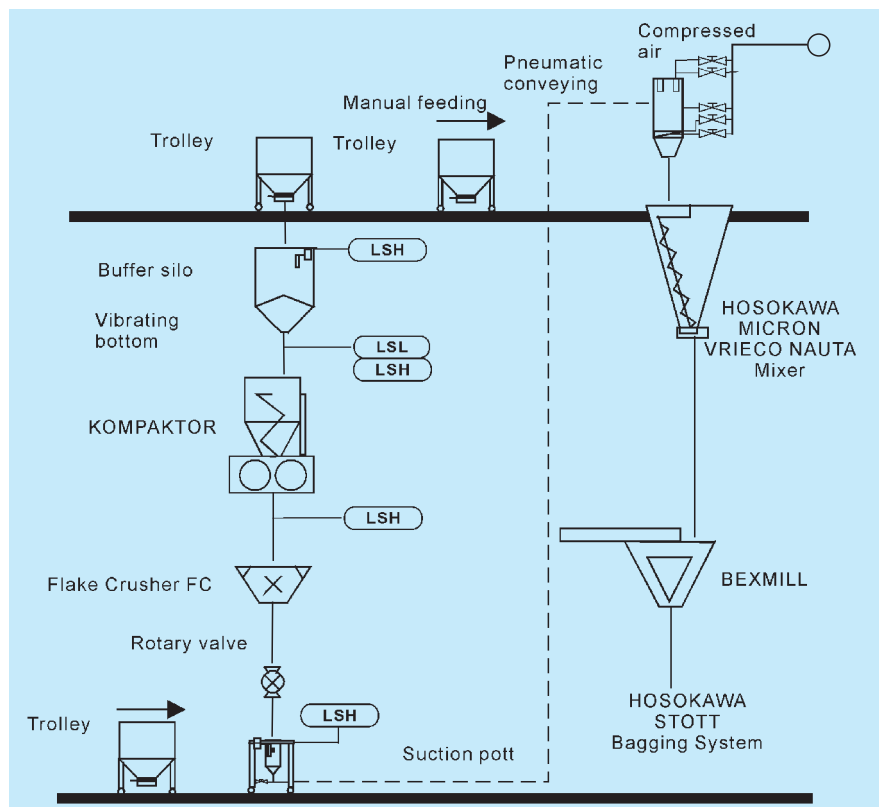 Compressed
air
Pneumatic
conveying
Manual feeding
Trolley
Trolley
LSH
Buffer silo
Vibrating
bottom
LSL
LSH
HOSOKAWA
MICRON
VRIECO NAUTA
Mixer
KOMPAKTOR
LSH
Flake Crusher FC
BEXMILL
Rotary valve
LSH
Trolley
Suction pott
HOSOKAWA
STOTT
Bagging System